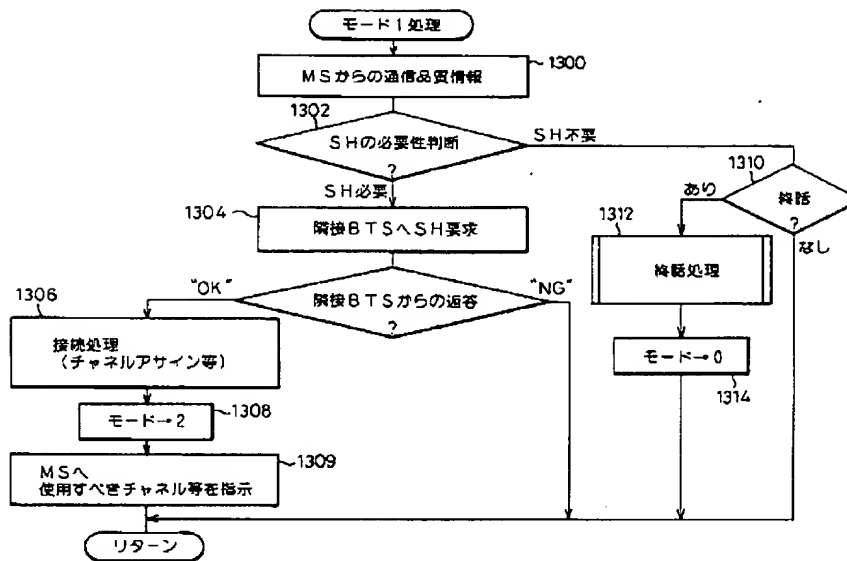 モード1処理
MSからの通信品質情報
1300
1302
SHの必要性判断
?
SH不要
SH必要
1304
隣接BTSへSH要求
1310
終話
?
あり
なし
1312
終話処理
"OK"
隣接BTSからの返答
?
"NG"
1306
接続処理
(チャネルアサイン等)
モード→0
1314
モード→2
1308
MSへ
使用すべきチャネル等を指示
1309
リターン